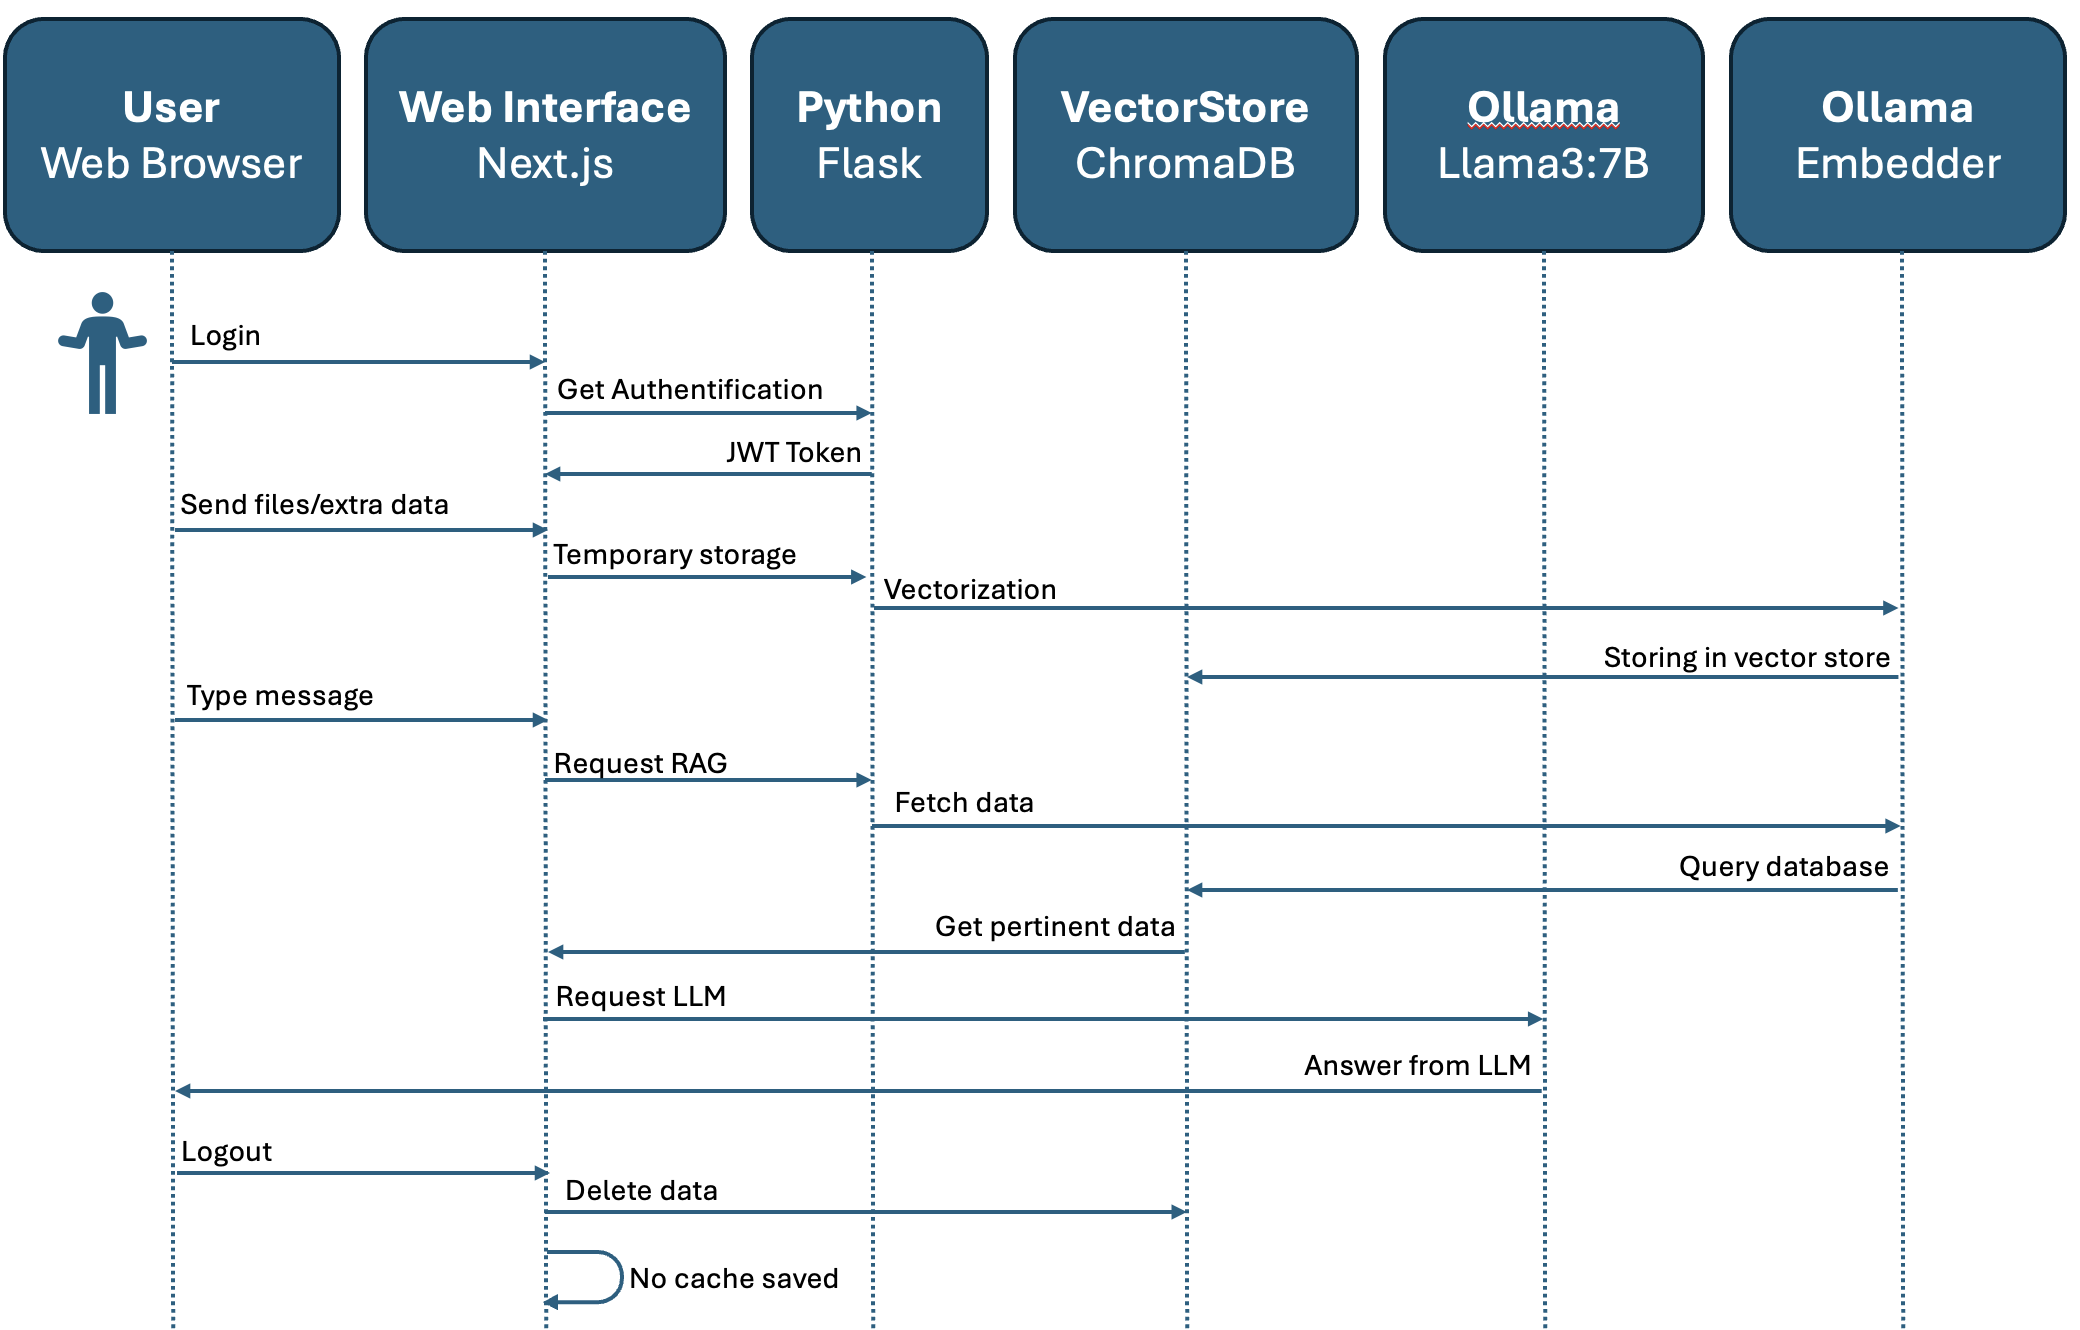 User
Web Browser
Web Interface
Next.js
Python
Flask
VectorStore
ChromaDB
Ollama
Llama3:7B
Ollama
Embedder
Login
Get Authentification
JWT Token
Send files/extra data
Temporary storage
Vectorization
Storing in vector store
Type message
Request RAG
Fetch data
Query database
Get pertinent data
Request LLM
Answer from LLM
Logout
Delete data
No cache saved